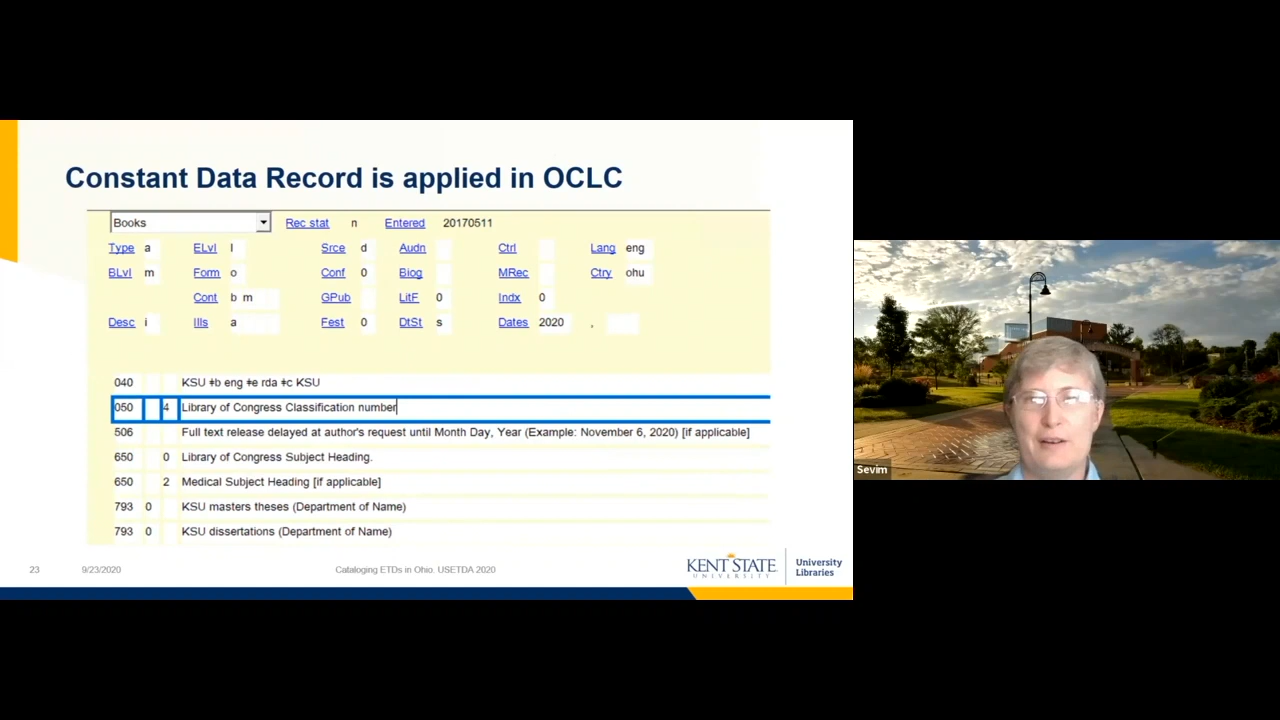 Constant Data Record is applied in OCLC
Books Rec stat n Entered 20170511
Type a ELvl I Srce d Audn Ctrl Lang eng
BLvl m Form o Conf 0 Biog MRec Ctry ohu
Cont b m GPub LitF 0 Indx 0
Desc i Ills a Fest 0 DtSt s Dates 2020 ,
040 KSU ǂb eng ǂe rda ǂc KSU
050 4 Library of Congress Classification number
506 Full text release delayed at author's request until Month Day, Year (Example: November 6, 2020) [if applicable]
650 0 Library of Congress Subject Heading.
650 2 Medical Subject Heading [if applicable]
793 0 KSU masters theses (Department of Name)
793 0 KSU dissertations (Department of Name)
23 9/23/2020 Cataloging ETDs in Ohio. USETDA 2020
KENT STATE
UNIVERSITY
University
Libraries
Sevim